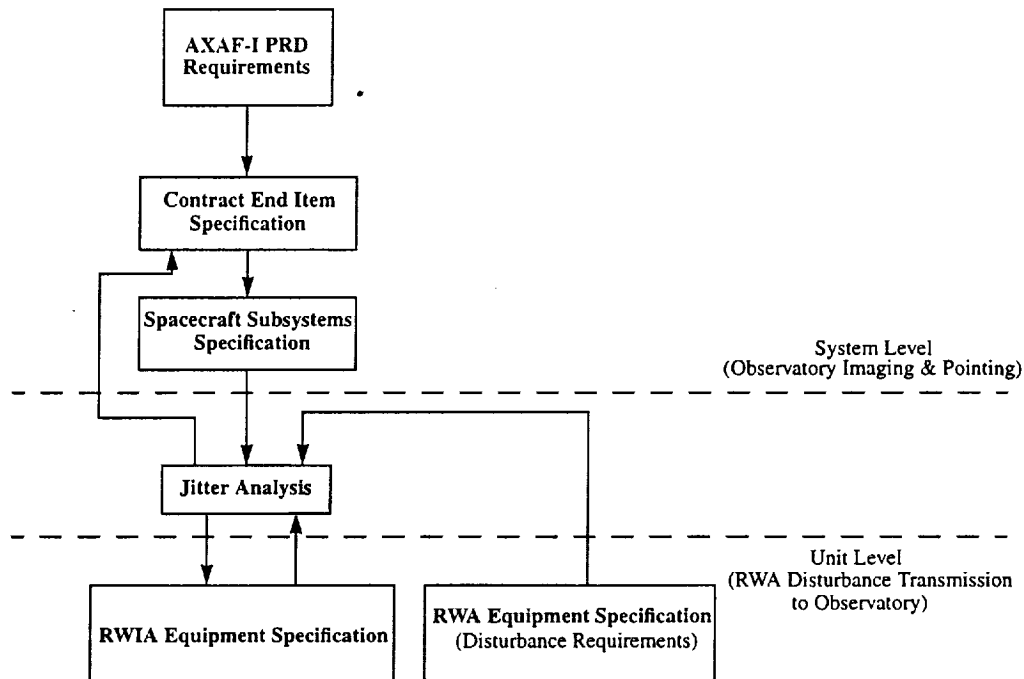 AXAF-I PRD
Requirements
Contract End Item
Specification
Spacecraft Subsystems
Specification
System Level
(Observatory Imaging & Pointing)
Jitter Analysis
Unit Level
(RWA Disturbance Transmission
to Observatory)
RWIA Equipment Specification
RWA Equipment Specification
(Disturbance Requirements)